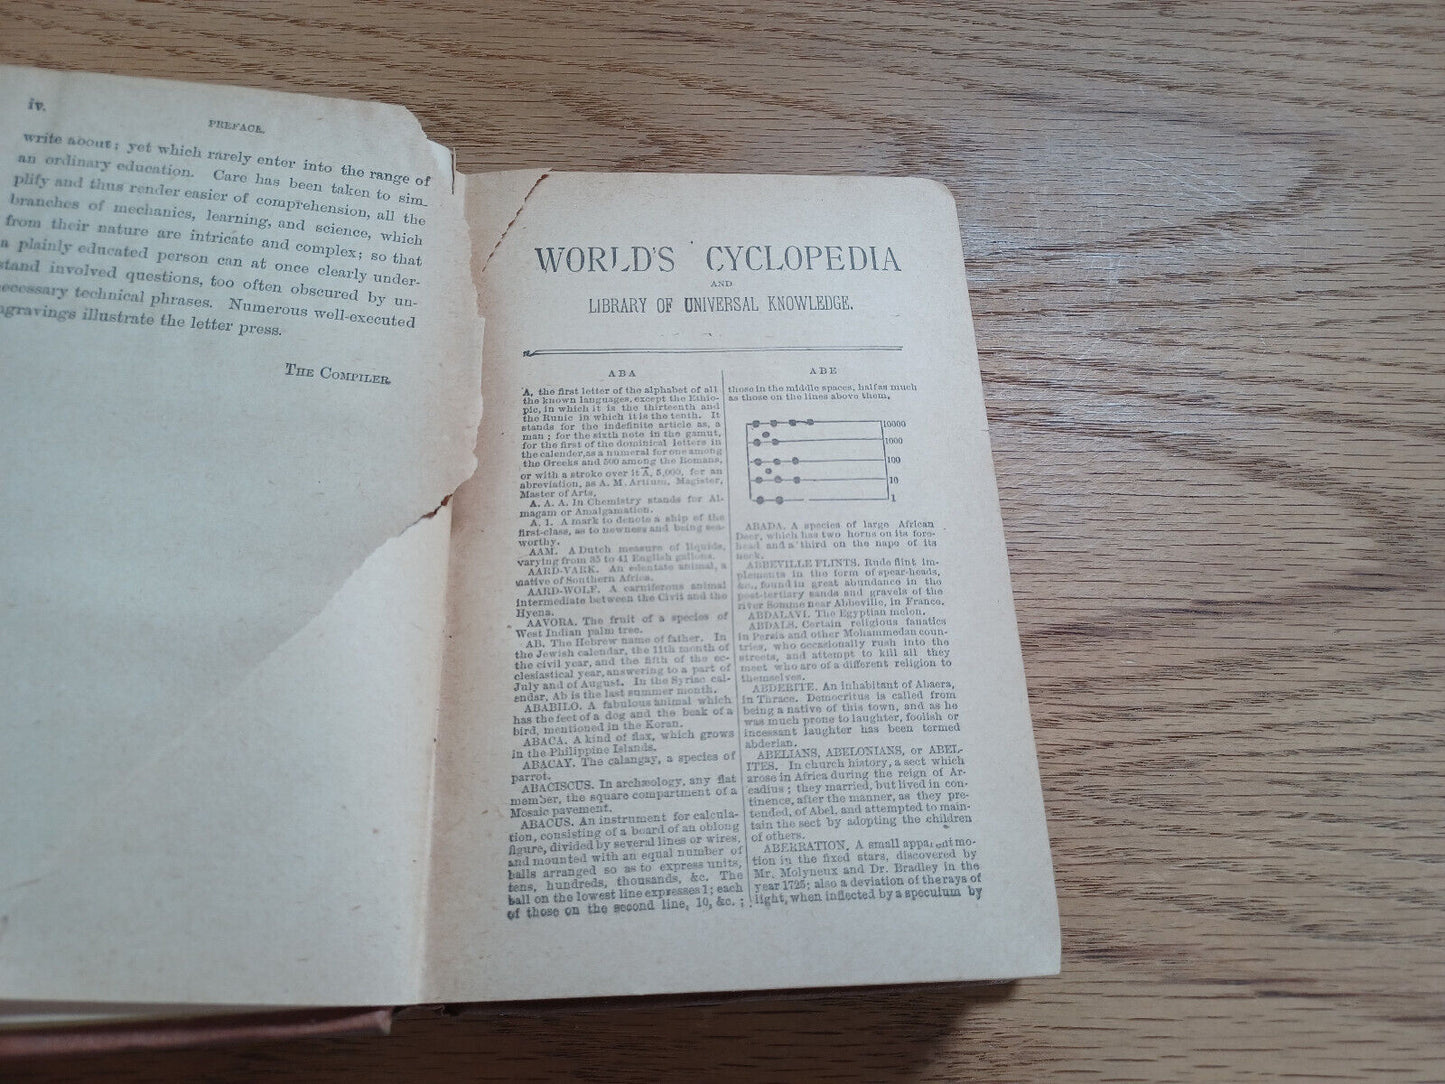 iv.
PREFACE.
write about; yet which rarely enter into the range of
an ordinary education. Care has been taken to sim-
plify and thus render easier of comprehension, all the
branches of mechanics, learning, and science, which
from their nature are intricate and complex; so that
a plainly educated person can at once clearly under-
stand involved questions, too often obscured by un-
necessary technical phrases. Numerous well-executed
ngravings illustrate the letter press.
THE COMPILER.
WORLD'S CYCLOPEDIA
AND
LIBRARY OF UNIVERSAL KNOWLEDGE.
ABA
A, the first letter of the alphabet of all
the known languages, except the Ethio-
pic, in which it is the thirteenth and
the Runic in which it is the tenth. It
stands for the indefinite article as, a
man; for the sixth note in the gamut,
for the first of the dominical letters in
the calender, as a numeral for one among
the Greeks and 500 among the Romans,
or with a stroke over it A, 5,000, for an
abreviation, as A. M. Artium, Magister,
Master of Arts,
A. A. A. In Chemistry stands for Al-
magam or Amalgamation.
A. 1. A mark to denote a ship of the
first-class, as to newness and being sea-
worthy.
AAM. A Dutch measure of liquids,
varying from 35 to 41 English gallons.
AARD-VARK. An edentate animal, a
native of Southern Africa.
AARD-WOLF. A carniferous animal
intermediate between the Civit and the
Hyena.
AAVORA. The fruit of a species of
West Indian palm tree.
AB. The Hebrew name of father. In
the Jewish calendar, the 11th month of
the civil year, and the fifth of the ec-
clesiastical year, answering to a part of
July and of August. In the Syriac cal-
endar, Ab is the last summer month.
ABABILO. A fabulous animal which
has the feet of a dog and the beak of a
bird, mentioned in the Koran.
ABACA. A kind of flax, which grows
in the Philippine Islands.
ABACAY. The calangay, a species of
parrot.
ABACISCUS. In archæology, any flat
member, the square compartment of a
Mosaic pavement.
ABACUS. An instrument for calcula-
tion, consisting of a board of an oblong
figure, divided by several lines or wires,
and mounted with an equal number of
balls arranged so as to express units,
tens, hundreds, thousands, &c. The
ball on the lowest line expresses 1; each
of those on the second line, 10, &c.;
ABE
those in the middle spaces, half as much
as those on the lines above them,
10000
1000
100
10
1
ABADA. A species of large African
Deer, which has two horns on its fore-
head and a third on the nape of its
neck.
ABBEVILLE FLINTS. Rude flint im-
plements in the form of spear-heads,
&c., found in great abundance in the
post-tertiary sands and gravels of the
river Somme near Abbeville, in France.
ABDALAVI. The Egyptian melon.
ABDALS. Certain religious fanatics
in Persia and other Mohammedan coun-
tries, who occasionally rush into the
streets, and attempt to kill all they
meet who are of a different religion to
themselves.
ABDERITE. An inhabitant of Abaera,
in Thrace. Democritus is called from
being a native of this town, and as he
was much prone to laughter, foolish or
incessant laughter has been termed
abderian.
ABELIANS, ABELONIANS, or ABEL-
ITES. In church history, a sect which
arose in Africa during the reign of Ar-
cadius; they married, but lived in con-
tinence, after the manner, as they pre-
tended, of Abel, and attempted to main-
tain the sect by adopting the children
of others.
ABERRATION. A small apparent mo-
tion in the fixed stars, discovered by
Mr. Molyneux and Dr. Bradley in the
year 1725; also a deviation of the rays of
light, when inflected by a speculum by